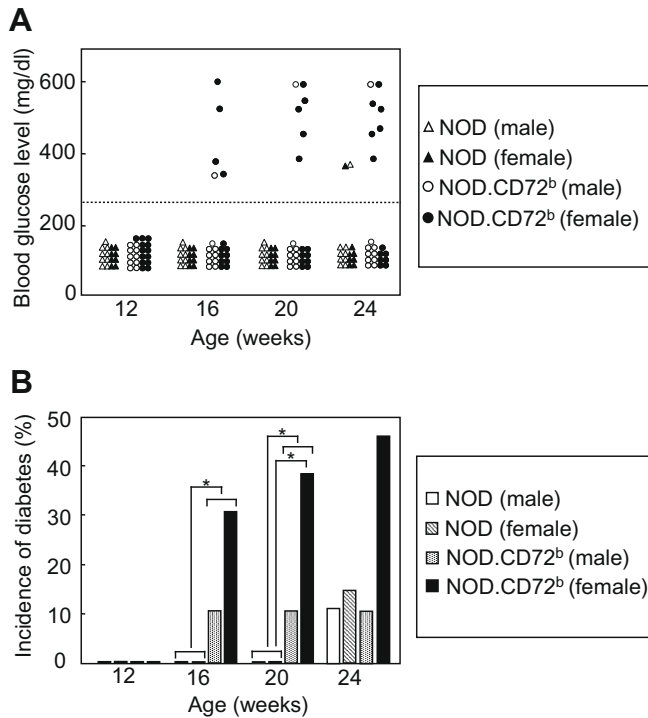 A
Blood glucose level (mg/dl)
600
400
200
0
12 16 20 24
Age (weeks)
NOD (male)
NOD (female)
NOD.CD72ᵇ (male)
NOD.CD72ᵇ (female)
B
Incidence of diabetes (%)
50
40
30
20
10
0
* * *
12 16 20 24
Age (weeks)
NOD (male)
NOD (female)
NOD.CD72ᵇ (male)
NOD.CD72ᵇ (female)